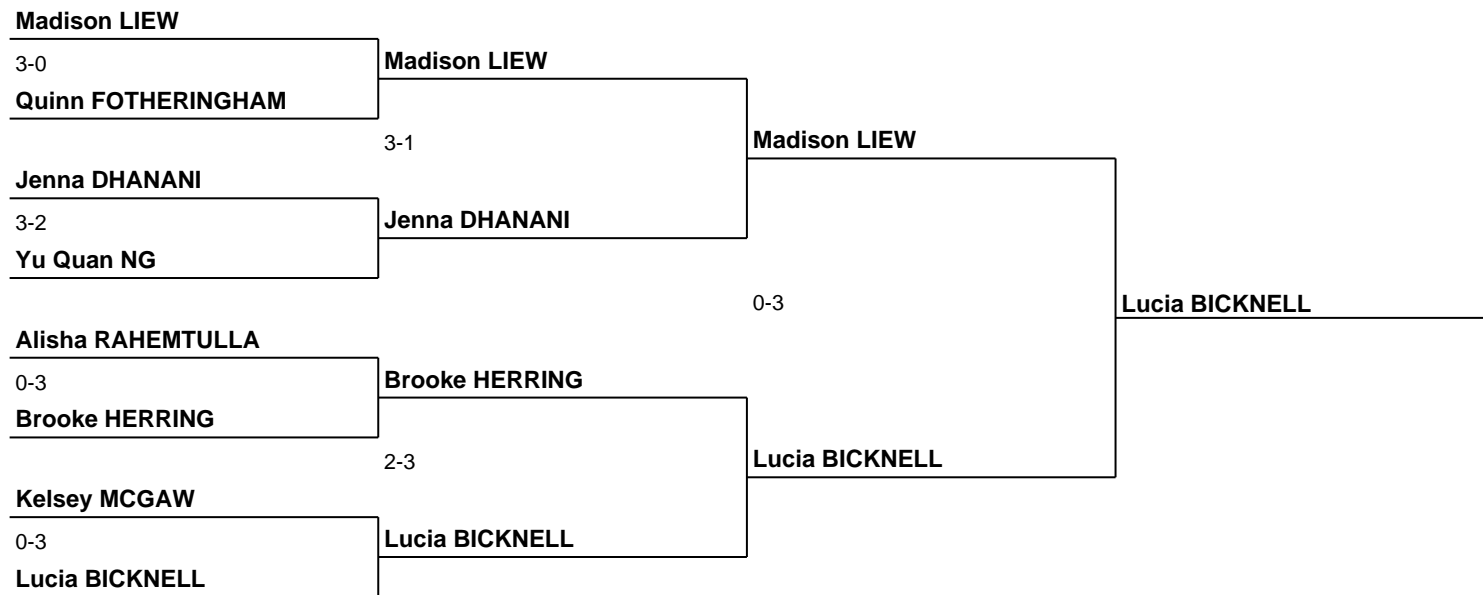 Madison LIEW
3-0
Quinn FOTHERINGHAM
Madison LIEW
3-1
Jenna DHANANI
3-2
Yu Quan NG
Jenna DHANANI
Madison LIEW
0-3
Lucia BICKNELL
Alisha RAHEMTULLA
0-3
Brooke HERRING
Brooke HERRING
2-3
Kelsey MCGAW
0-3
Lucia BICKNELL
Lucia BICKNELL
Lucia BICKNELL